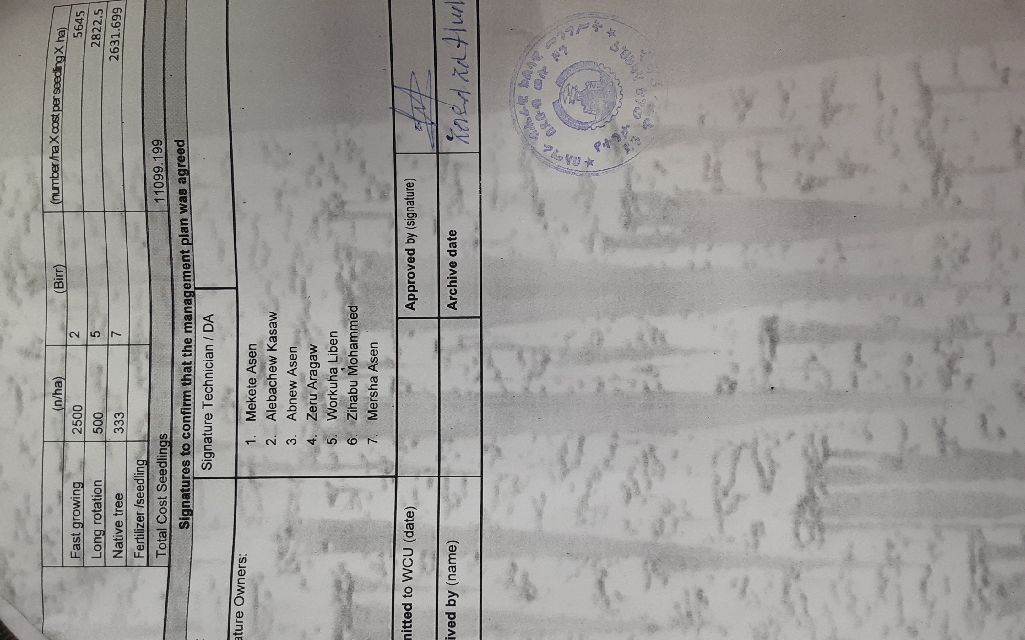 (n/ha) (Birr) (number/ha X cost per seedling X ha)
Fast growing 2500 2 5645
Long rotation 500 5 2822.5
Native tree 333 7 2631.699
Fertilizer /seedling
Total Cost Seedlings 11099.199
Signatures to confirm that the management plan was agreed
Signature Technician / DA
ature Owners:
1. Mekete Asen
2. Alebachew Kasaw
3. Abnew Asen
4. Zeru Aragaw
5. Workuha Liben
6. Zihabu Mohammed
7. Mersha Asen
nitted to WCU (date) Approved by (signature)
ived by (name) Archive date